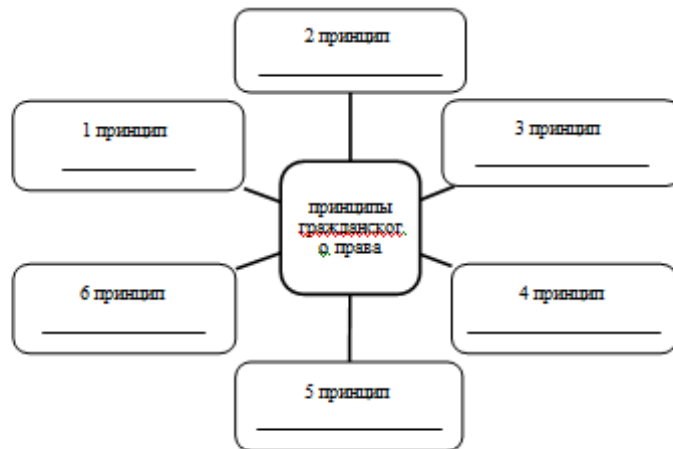 2 принцип
1 принцип
3 принцип
принципы
гражданског
о права
6 принцип
4 принцип
5 принцип